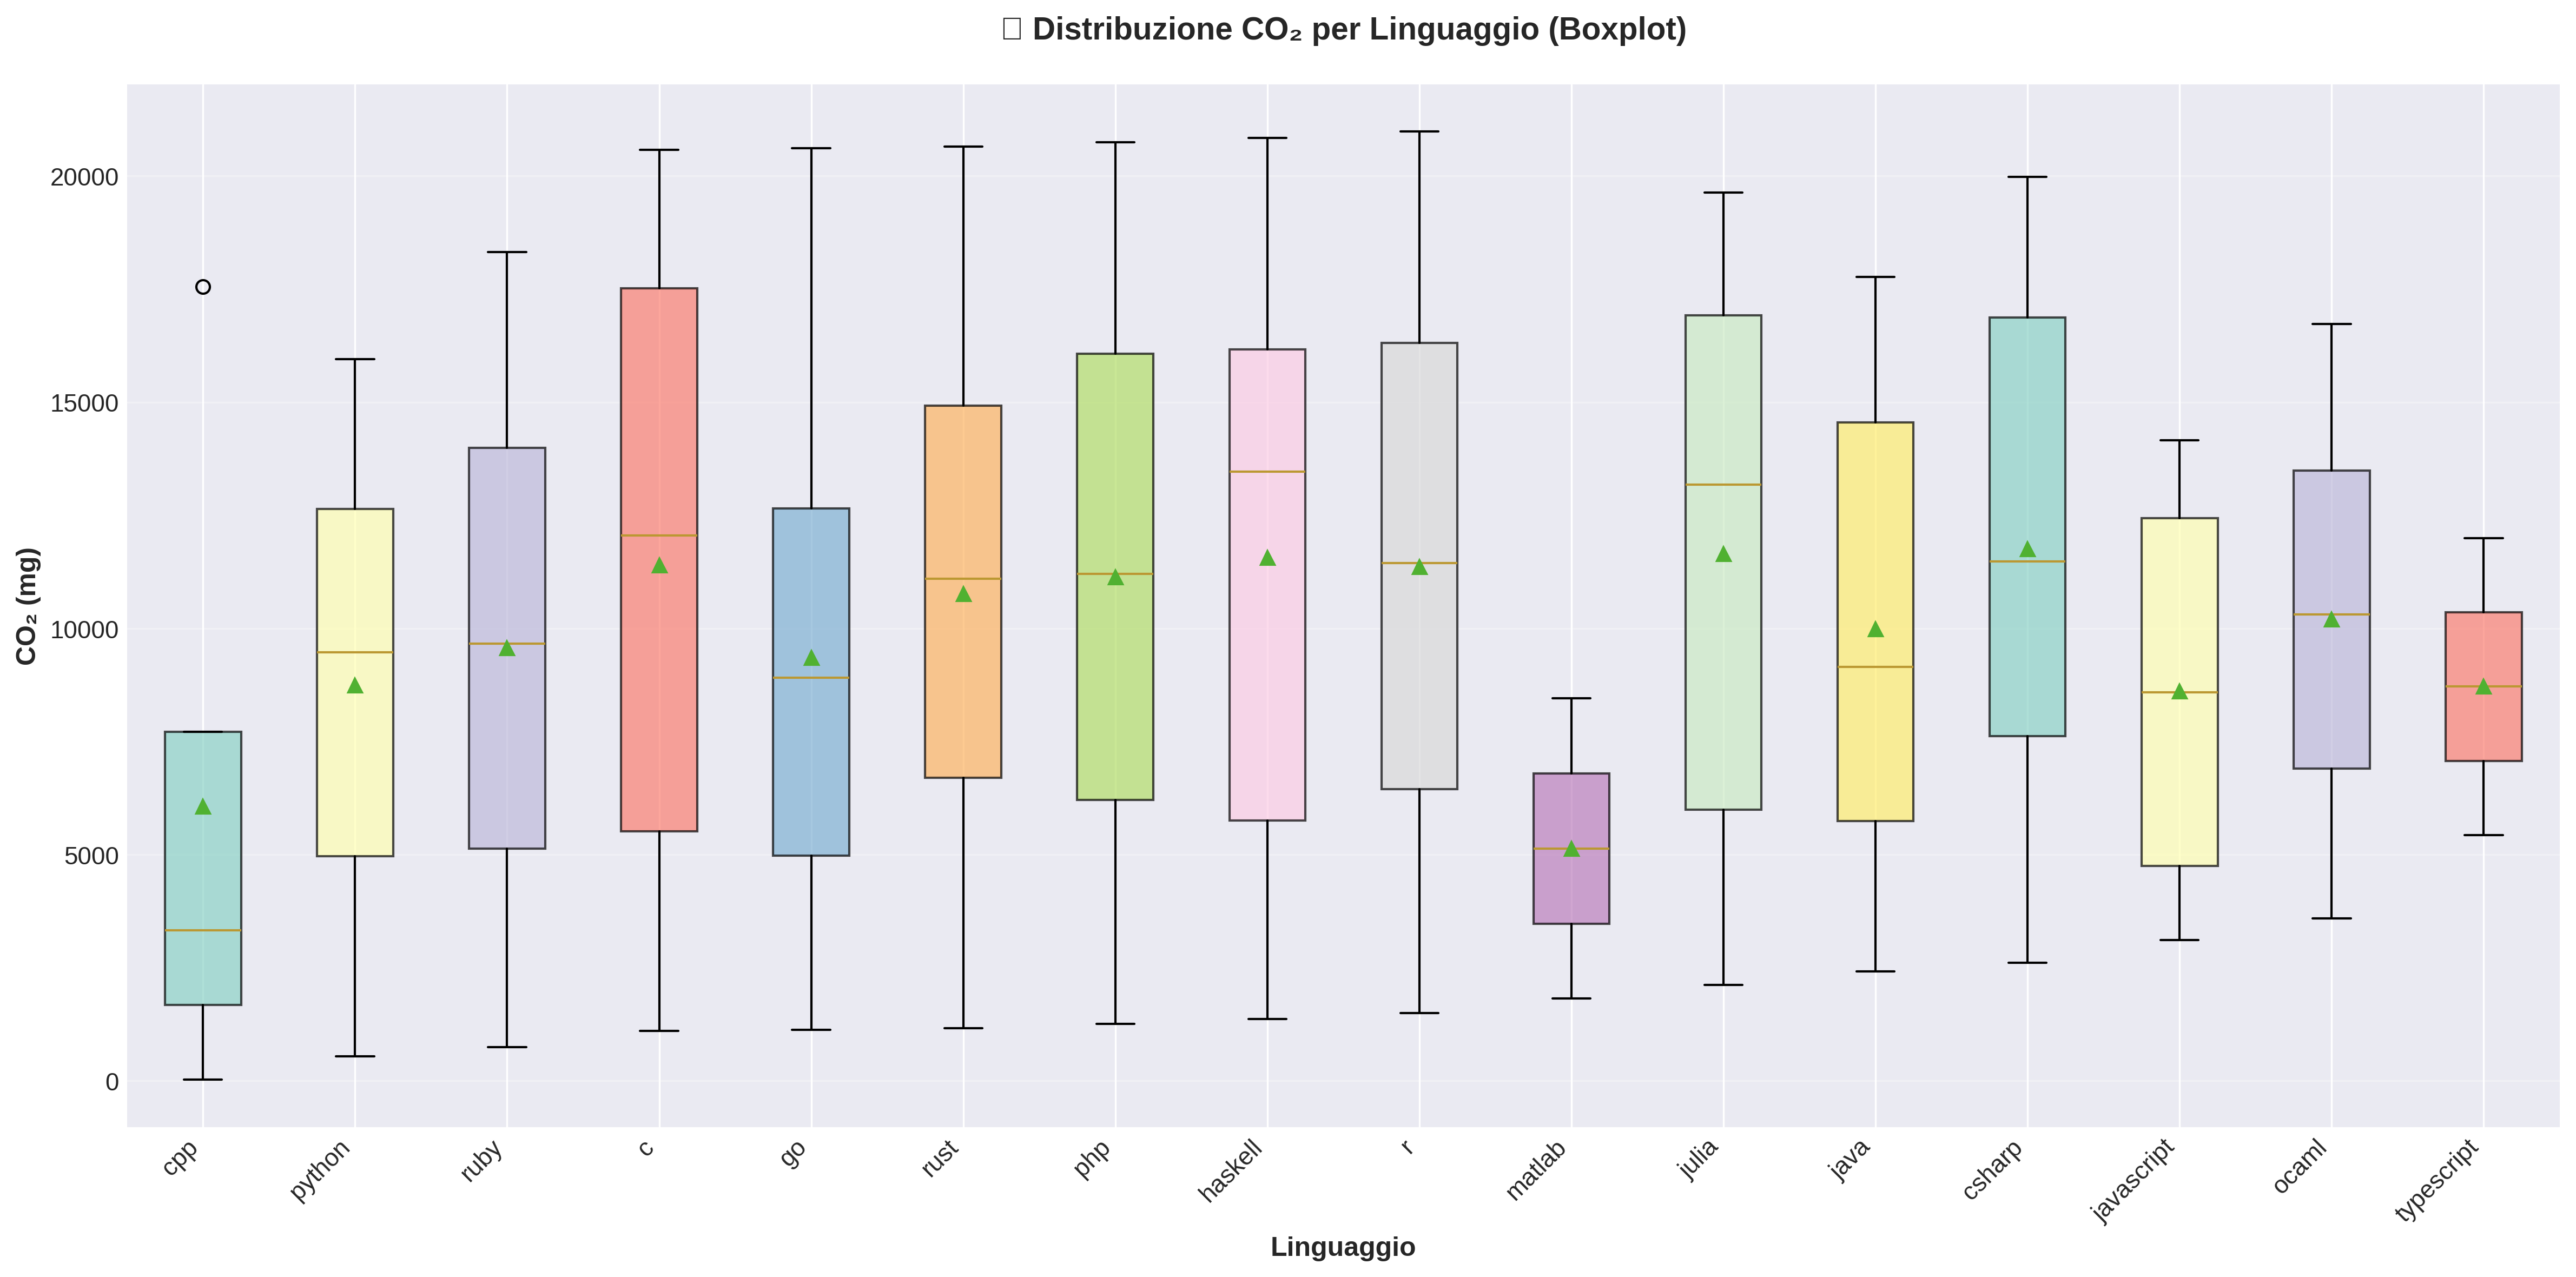 Distribuzione CO₂ per Linguaggio (Boxplot)
CO₂ (mg)
20000
15000
10000
5000
0
cpp
python
ruby
c
go
rust
php
haskell
r
matlab
julia
java
csharp
javascript
ocaml
typescript
Linguaggio